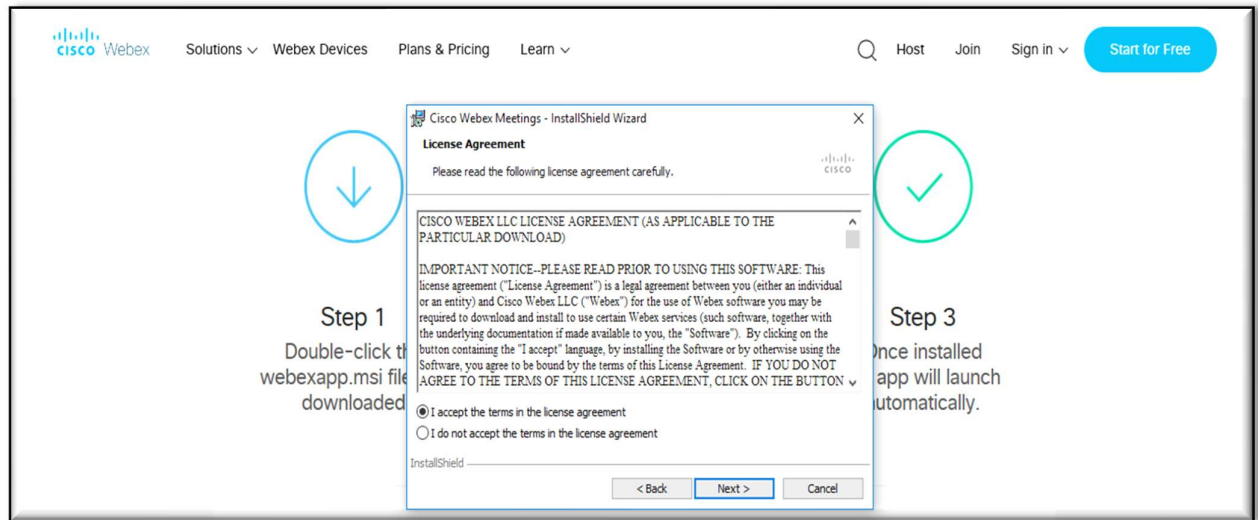 CISCO Webex Solutions Webex Devices Plans & Pricing Learn Host Join Sign in Start for Free
Cisco Webex Meetings - InstallShield Wizard
License Agreement
Please read the following license agreement carefully.
CISCO
CISCO WEBEX LLC LICENSE AGREEMENT (AS APPLICABLE TO THE
PARTICULAR DOWNLOAD)
IMPORTANT NOTICE--PLEASE READ PRIOR TO USING THIS SOFTWARE: This
license agreement ("License Agreement") is a legal agreement between you (either an individual
or an entity) and Cisco Webex LLC ("Webex") for the use of Webex software you may be
required to download and install to use certain Webex services (such software, together with
the underlying documentation if made available to you, the "Software"). By clicking on the
button containing the "I accept" language, by installing the Software or by otherwise using the
Software, you agree to be bound by the terms of this License Agreement. IF YOU DO NOT
AGREE TO THE TERMS OF THIS LICENSE AGREEMENT, CLICK ON THE BUTTON
I accept the terms in the license agreement
I do not accept the terms in the license agreement
InstallShield
< Back Next > Cancel
Step 1
Double-click
webexapp.msi
downloaded
Step 3
installed
app will launch
automatically.